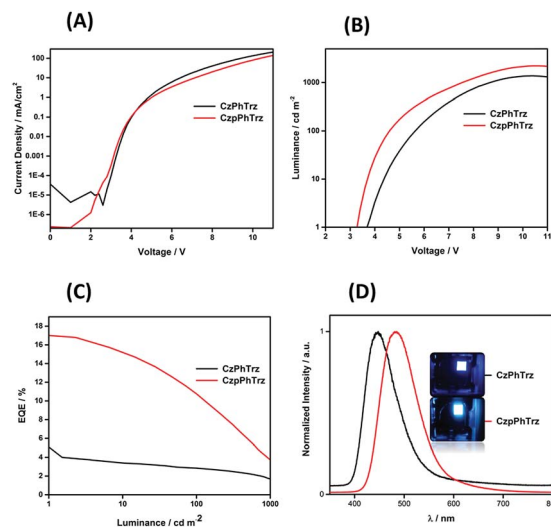 (A)
Current Density / mA/cm²
100
10
1
0.1
0.01
0.001
1E-4
1E-5
1E-6
CzPhTrz
CzpPhTrz
0 2 4 6 8 10
Voltage / V
(B)
Luminance / cd m⁻²
1000
100
10
1
CzPhTrz
CzpPhTrz
2 3 4 5 6 7 8 9 10 11
Voltage / V
(C)
EQE / %
18
16
14
12
10
8
6
4
2
0
CzPhTrz
CzpPhTrz
1 10 100 1000
Luminance / cd m⁻²
(D)
Normalized Intensity / a.u.
1
0
CzPhTrz
CzpPhTrz
400 500 600 700 800
λ / nm